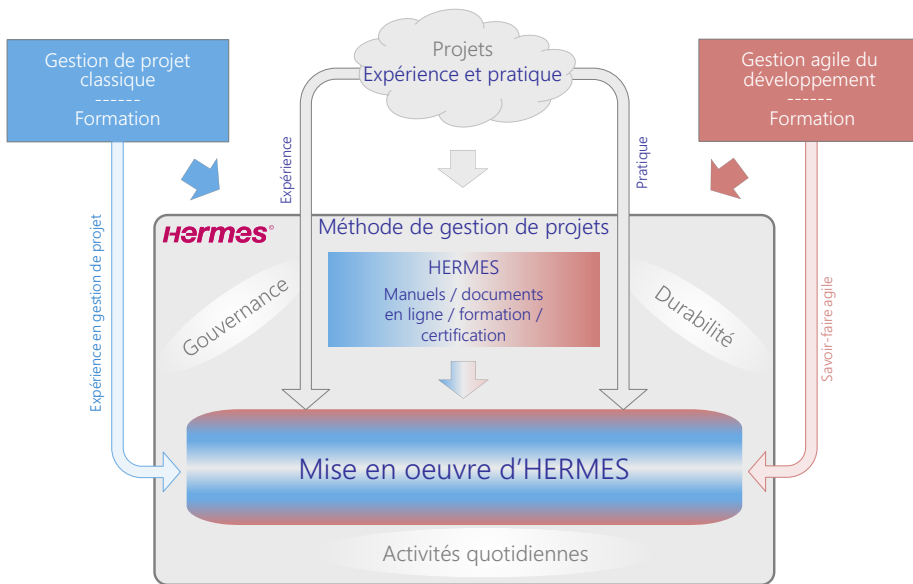 Projets
Expérience et pratique
Gestion de projet
classique
------
Formation
Gestion agile du
développement
------
Formation
Expérience
Pratique
Expérience en gestion de projet
Savoir-faire agile
Hermes©
Méthode de gestion de projets
HERMES
Manuels / documents
en ligne / formation /
certification
Gouvernance
Durabilité
Mise en oeuvre d'HERMES
Activités quotidiennes